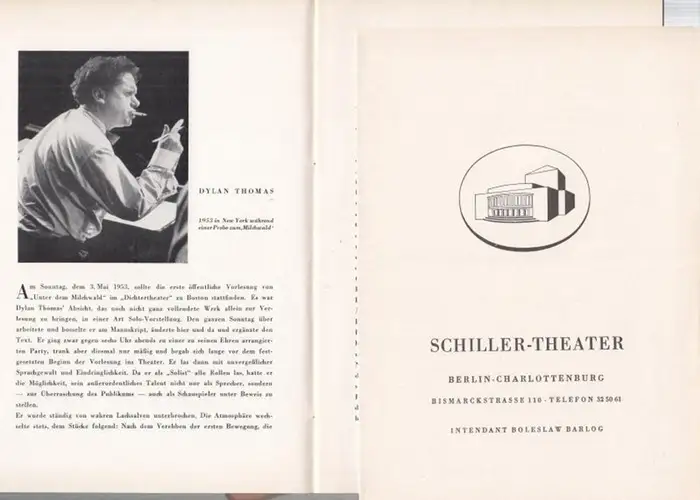 DYLAN THOMAS
1953 in New York während
einer Probe zum „Milchwald"
Am Sonntag, dem 3. Mai 1953, sollte die erste öffentliche Vorlesung von
„Unter dem Milchwald" im „Dichtertheater" zu Boston stattfinden. Es war
Dylan Thomas' Absicht, das noch nicht ganz vollendete Werk allein zur Ver-
lesung zu bringen, in einer Art Solo-Vorstellung. Den ganzen Sonntag über
arbeitete und bosselte er am Manuskript, änderte hier und da und ergänzte den
Text. Er ging zwar gegen sechs Uhr abends zu einer zu seinen Ehren arrangier-
ten Party, trank aber diesmal nur mäßig und begab sich lange vor dem fest-
gesetzten Beginn der Vorlesung ins Theater. Er las dann mit unvergeßlicher
Sprachgewalt und Eindringlichkeit. Da er als „Solist" alle Rollen las, hatte er
die Möglichkeit, sein außerordentliches Talent nicht nur als Sprecher, sondern
— zur Überraschung des Publikums — auch als Schauspieler unter Beweis zu
stellen.
Er wurde ständig von wahren Lachsalven unterbrochen. Die Atmosphäre wech-
selte stets, dem Stücke folgend: Nach dem Verebben der ersten Bewegung, die
SCHILLER-THEATER
BERLIN-CHARLOTTENBURG
BISMARCKSTRASSE 110 - TELEFON 32 50 61
INTENDANT BOLESLAW BARLOG